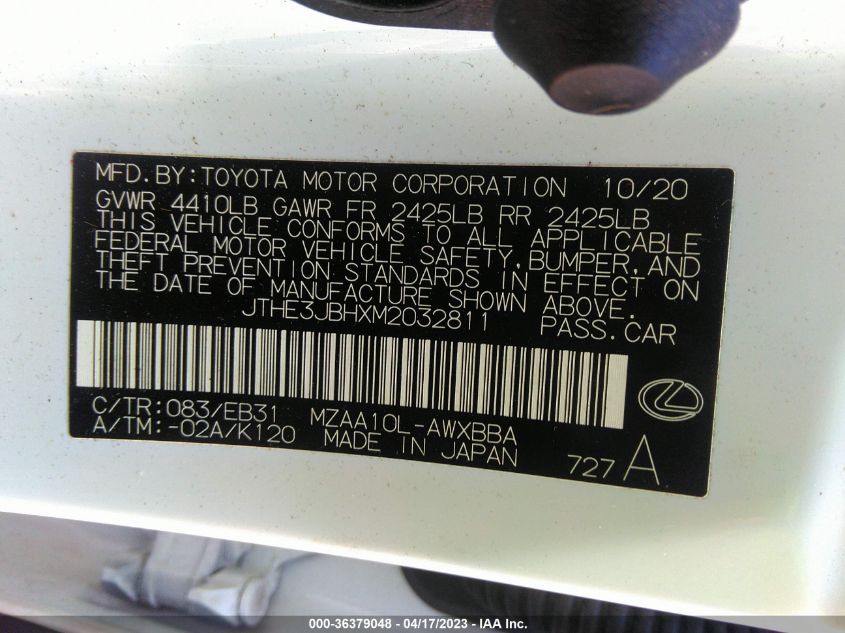 MFD. BY: TOYOTA MOTOR CORPORATION 10/20
GVWR 4410LB GAWR FR 2425LB RR 2425LB
THIS VEHICLE CONFORMS TO ALL APPLICABLE
FEDERAL MOTOR VEHICLE SAFETY, BUMPER, AND
THEFT PREVENTION STANDARDS IN EFFECT ON
THE DATE OF MANUFACTURE SHOWN ABOVE.
JTHE3JBHXM2032811 PASS. CAR
C/TR: 083/EB31 MZAA10L-AWXBBA
A/TM: -02A/K120 MADE IN JAPAN 727 A
000-36379048 - 04/17/2023 - IAA Inc.